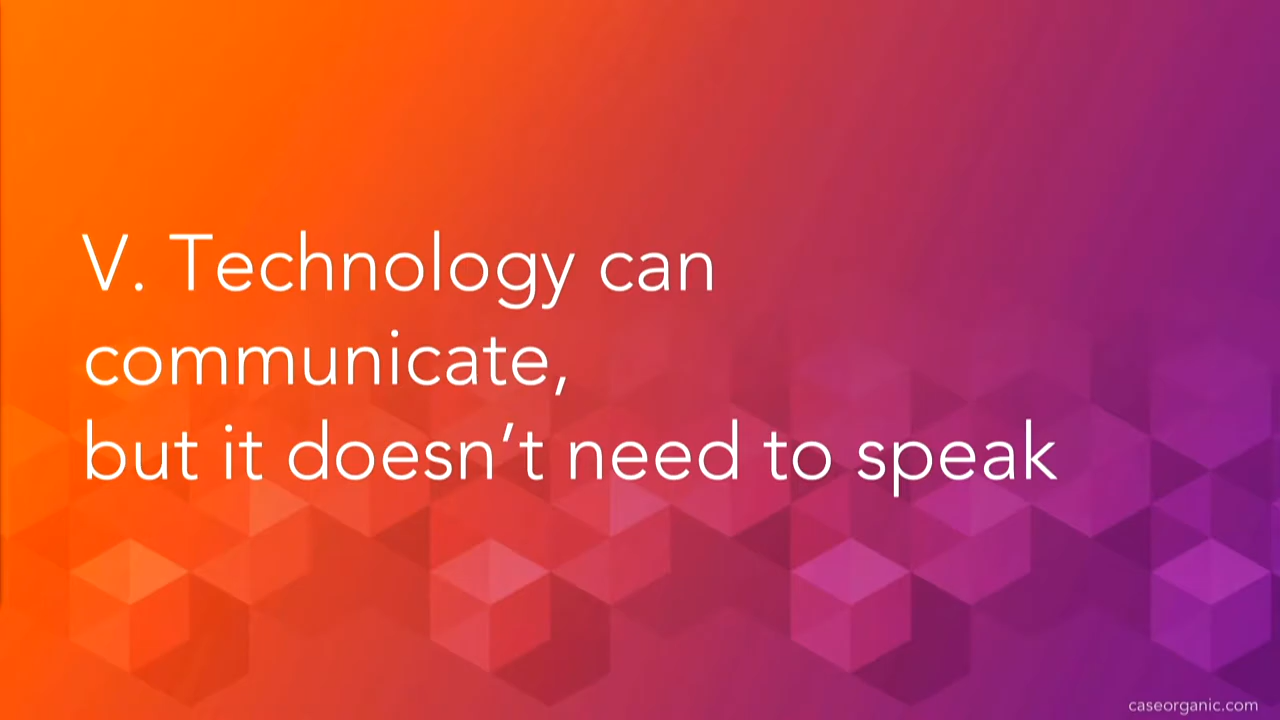 V. Technology can
communicate,
but it doesn’t need to speak
caseorganic.com